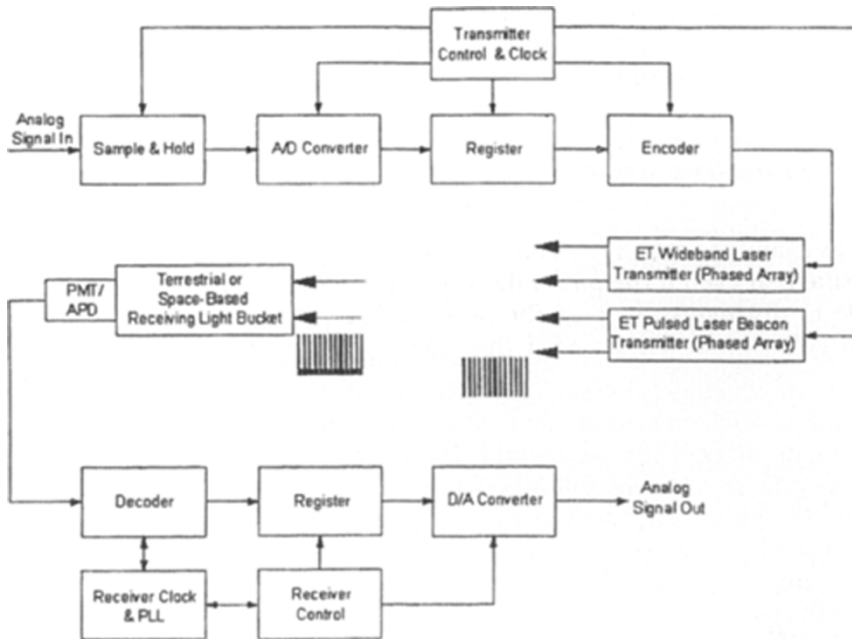 Transmitter
Control & Clock
Analog
Signal In
Sample & Hold
A/D Converter
Register
Encoder
ET Wideband Laser
Transmitter (Phased Array)
PMT/
APD
Terrestrial or
Space-Based
Receiving Light Bucket
ET Pulsed Laser Beacon
Transmitter (Phased Array)
Decoder
Register
D/A Converter
Analog
Signal Out
Receiver Clock
& PLL
Receiver
Control